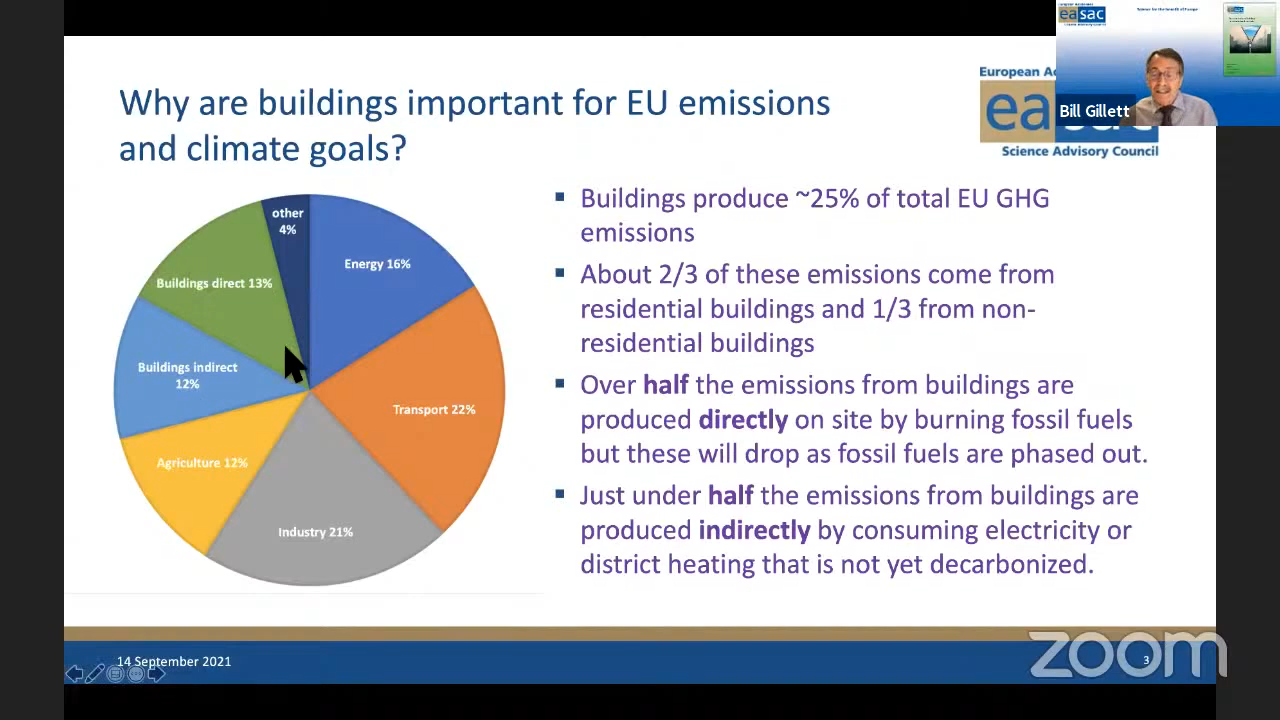 easac
Bill Gillett
Why are buildings important for EU emissions
and climate goals?
European Ac
ea
Science Advisory Council
other
4%
Energy 16%
Buildings direct 13%
Buildings indirect
12%
Transport 22%
Agriculture 12%
Industry 21%
▪ Buildings produce ~25% of total EU GHG
emissions
▪ About 2/3 of these emissions come from
residential buildings and 1/3 from non-
residential buildings
▪ Over half the emissions from buildings are
produced directly on site by burning fossil fuels
but these will drop as fossil fuels are phased out.
▪ Just under half the emissions from buildings are
produced indirectly by consuming electricity or
district heating that is not yet decarbonized.
14 September 2021
3
zoom